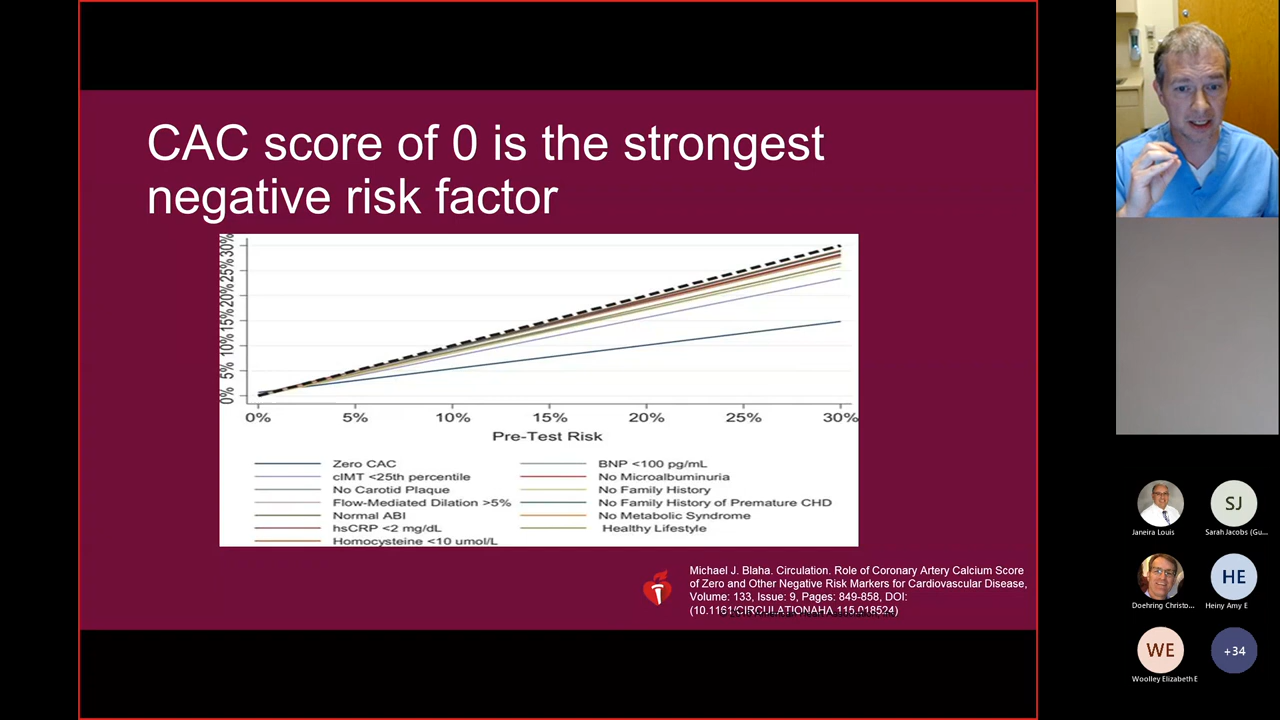 CAC score of 0 is the strongest
negative risk factor
0% 5% 10% 15% 20% 25% 30%
0% 5% 10% 15% 20% 25% 30%
Pre-Test Risk
Zero CAC
cIMT <25th percentile
No Carotid Plaque
Flow-Mediated Dilation >5%
Normal ABI
hsCRP <2 mg/dL
Homocysteine <10 umol/L
BNP <100 pg/mL
No Microalbuminuria
No Family History
No Family History of Premature CHD
No Metabolic Syndrome
Healthy Lifestyle
Michael J. Blaha. Circulation. Role of Coronary Artery Calcium Score
of Zero and Other Negative Risk Markers for Cardiovascular Disease,
Volume: 133, Issue: 9, Pages: 849-858, DOI:
(10.1161/CIRCULATIONAHA.115.018524)
Janeira Louis
SJ
Sarah Jacobs (Gu...
Doehring Christo...
HE
Heiny Amy E
WE
Woolley Elizabeth E
+34